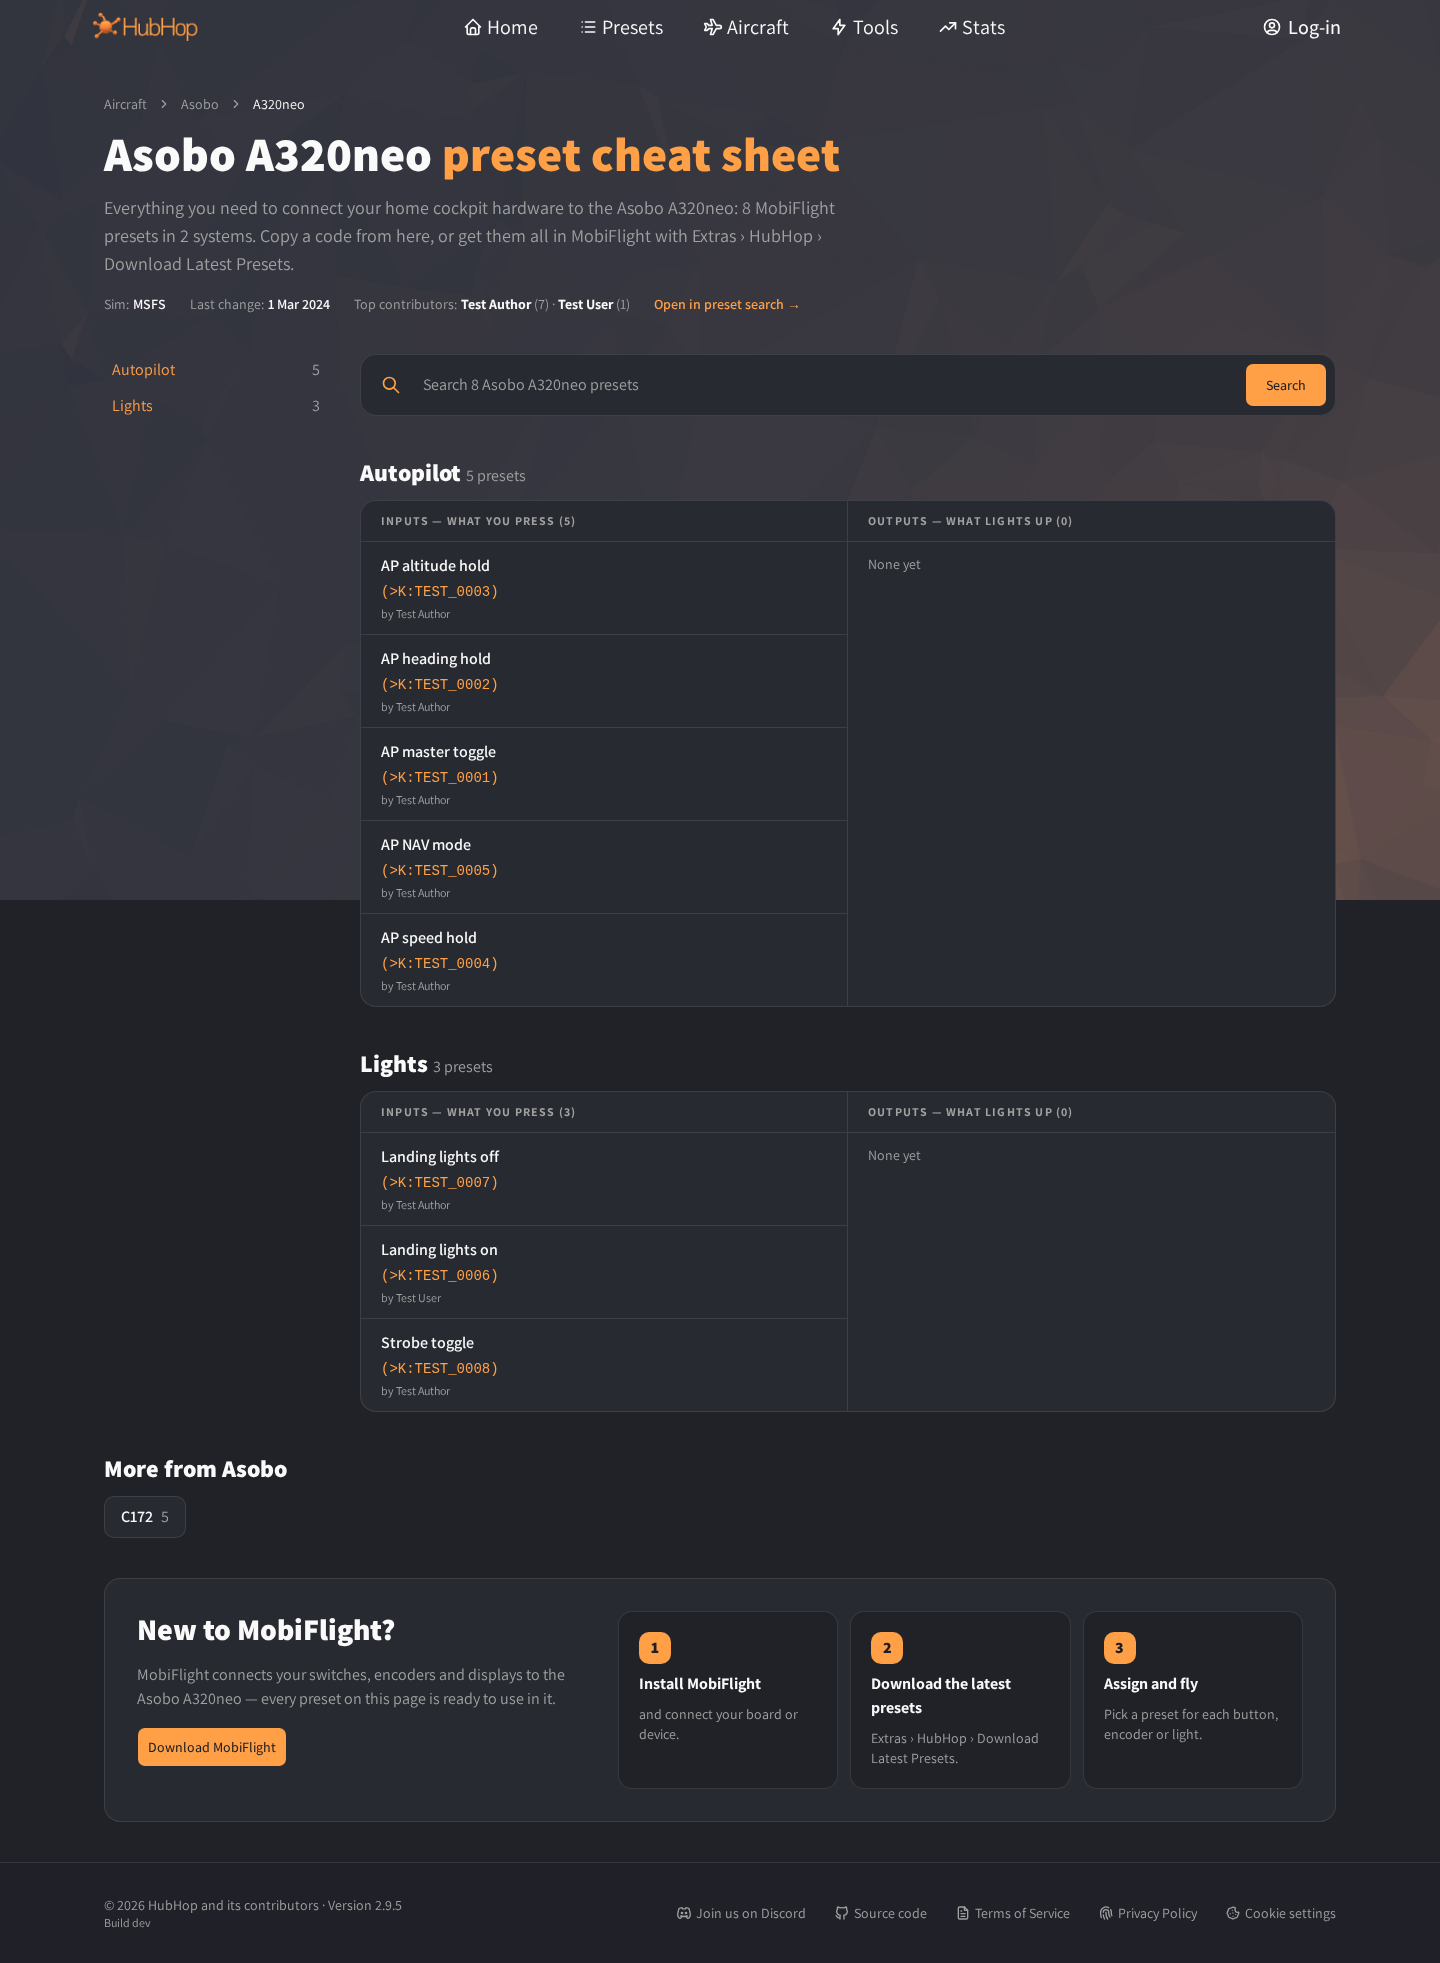 HubHop
Home
Presets
Aircraft
Tools
Stats
Log-in
Aircraft
Asobo
A320neo
Asobo A320neo preset cheat sheet
Everything you need to connect your home cockpit hardware to the Asobo A320neo: 8 MobiFlight
presets in 2 systems. Copy a code from here, or get them all in MobiFlight with Extras › HubHop ›
Download Latest Presets.
Sim: MSFS
Last change: 1 Mar 2024
Top contributors: Test Author (7) · Test User (1)
Open in preset search →
Autopilot 5
Lights 3
Search 8 Asobo A320neo presets
Search
Autopilot 5 presets
INPUTS — WHAT YOU PRESS (5)
OUTPUTS — WHAT LIGHTS UP (0)
AP altitude hold
(>K:TEST_0003)
by Test Author
None yet
AP heading hold
(>K:TEST_0002)
by Test Author
AP master toggle
(>K:TEST_0001)
by Test Author
AP NAV mode
(>K:TEST_0005)
by Test Author
AP speed hold
(>K:TEST_0004)
by Test Author
Lights 3 presets
INPUTS — WHAT YOU PRESS (3)
OUTPUTS — WHAT LIGHTS UP (0)
Landing lights off
(>K:TEST_0007)
by Test Author
None yet
Landing lights on
(>K:TEST_0006)
by Test User
Strobe toggle
(>K:TEST_0008)
by Test Author
More from Asobo
C172 5
New to MobiFlight?
MobiFlight connects your switches, encoders and displays to the
Asobo A320neo — every preset on this page is ready to use in it.
Download MobiFlight
1
Install MobiFlight
and connect your board or
device.
2
Download the latest
presets
Extras › HubHop › Download
Latest Presets.
3
Assign and fly
Pick a preset for each button,
encoder or light.
© 2026 HubHop and its contributors · Version 2.9.5
Build dev
Join us on Discord
Source code
Terms of Service
Privacy Policy
Cookie settings